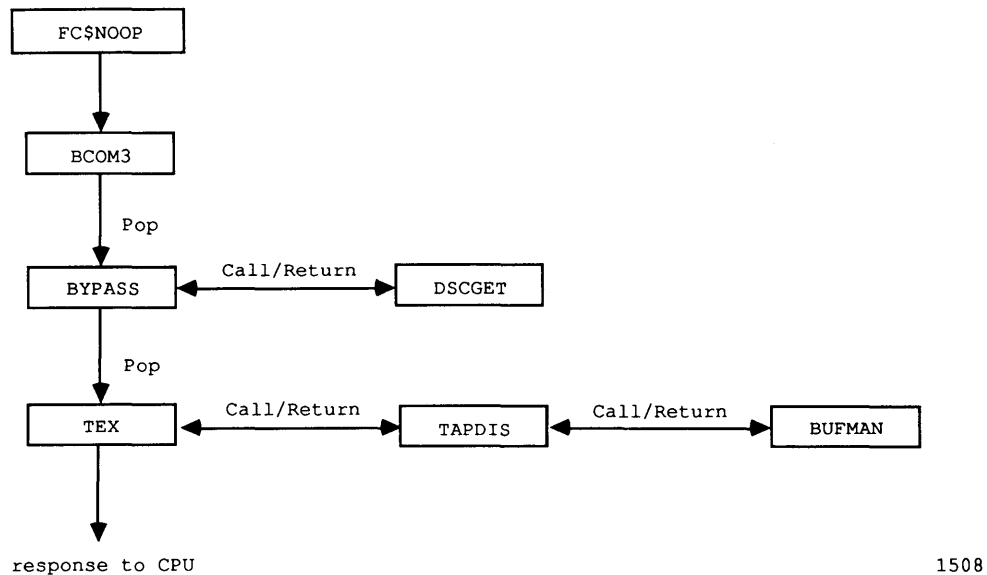 FC$NOOP
BCOM3
Pop
BYPASS
Call/Return
DSCGET
Pop
TEX
Call/Return
TAPDIS
Call/Return
BUFMAN
response to CPU
1508